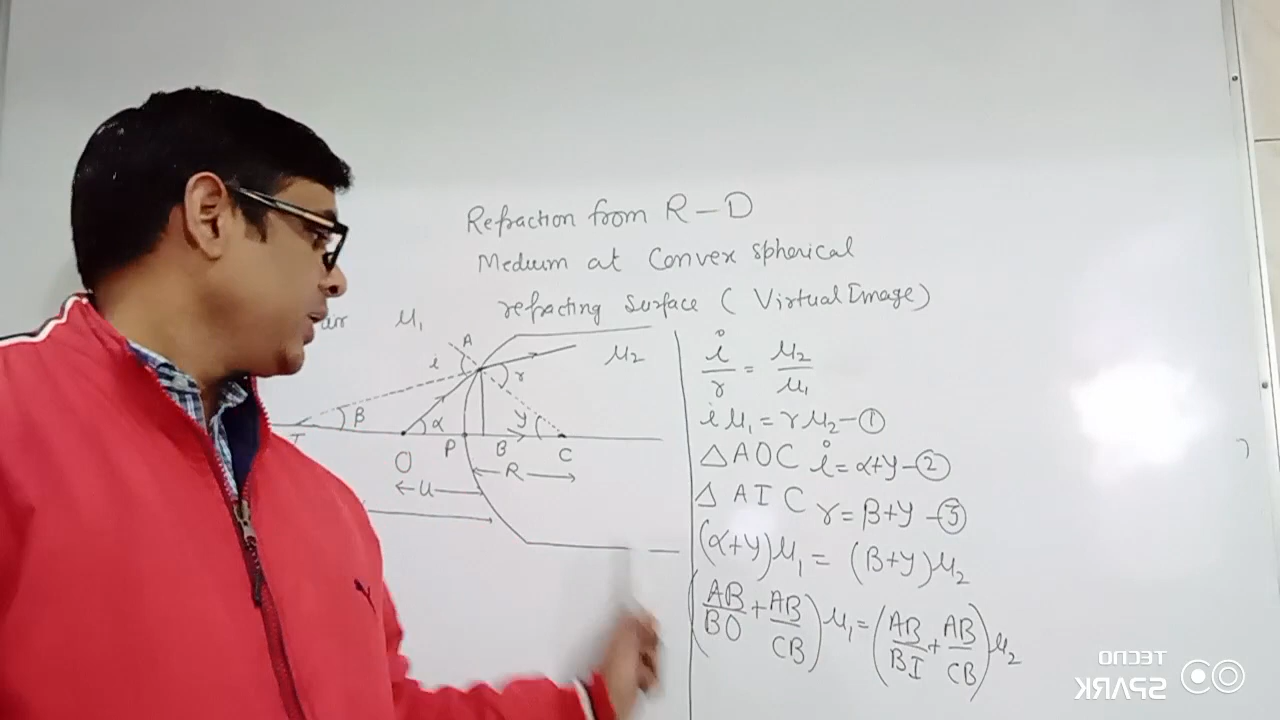 Refraction from R-D
Medium at Convex Spherical
refracting surface ( Virtual Image )
μ₁
A
i
r
μ₂
β
α
y
I
O
P
B
C
R
u
i/r = μ₂/μ₁
iμ₁ = rμ₂ - ①
△AOC i = α+y - ②
△AIC r = β+y - ③
(α+y)μ₁ = (β+y)μ₂
(AB/BO + AB/CB)μ₁ = (AB/BI + AB/CB)μ₂
TECNO
SPARK